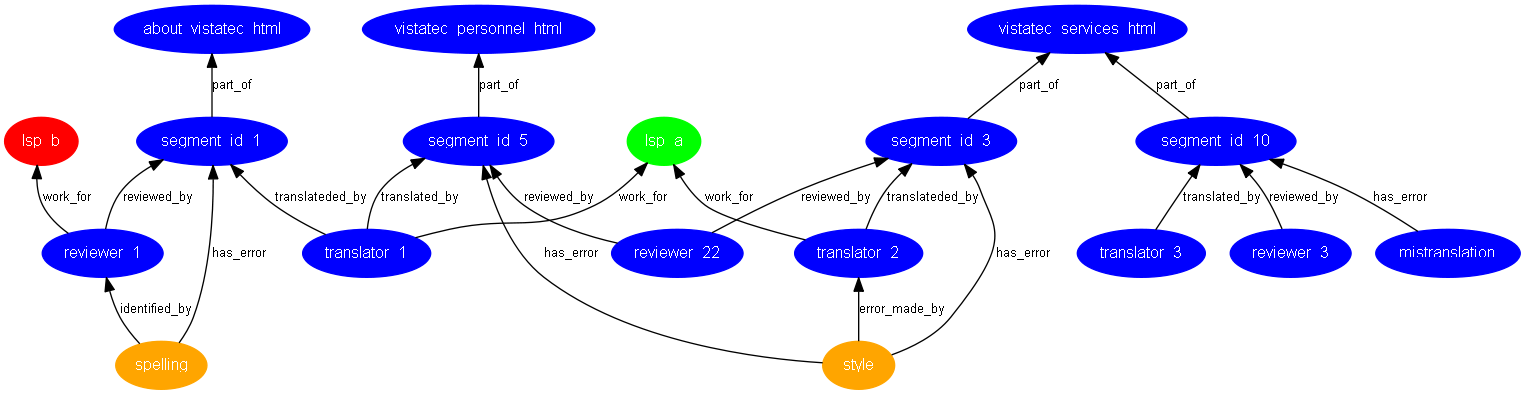 about vistatec html
vistatec personnel html
vistatec services html
part_of
part_of
part_of
part_of
lsp b
segment id 1
segment id 5
lsp a
segment id 3
segment id 10
work_for
reviewed_by
translateded_by
translated_by
reviewed_by
work_for
work_for
reviewed_by
translateded_by
translated_by
reviewed_by
has_error
reviewer 1
has_error
translator 1
has_error
reviewer 22
translator 2
has_error
translator 3
reviewer 3
mistranslation
identified_by
error_made_by
spelling
style